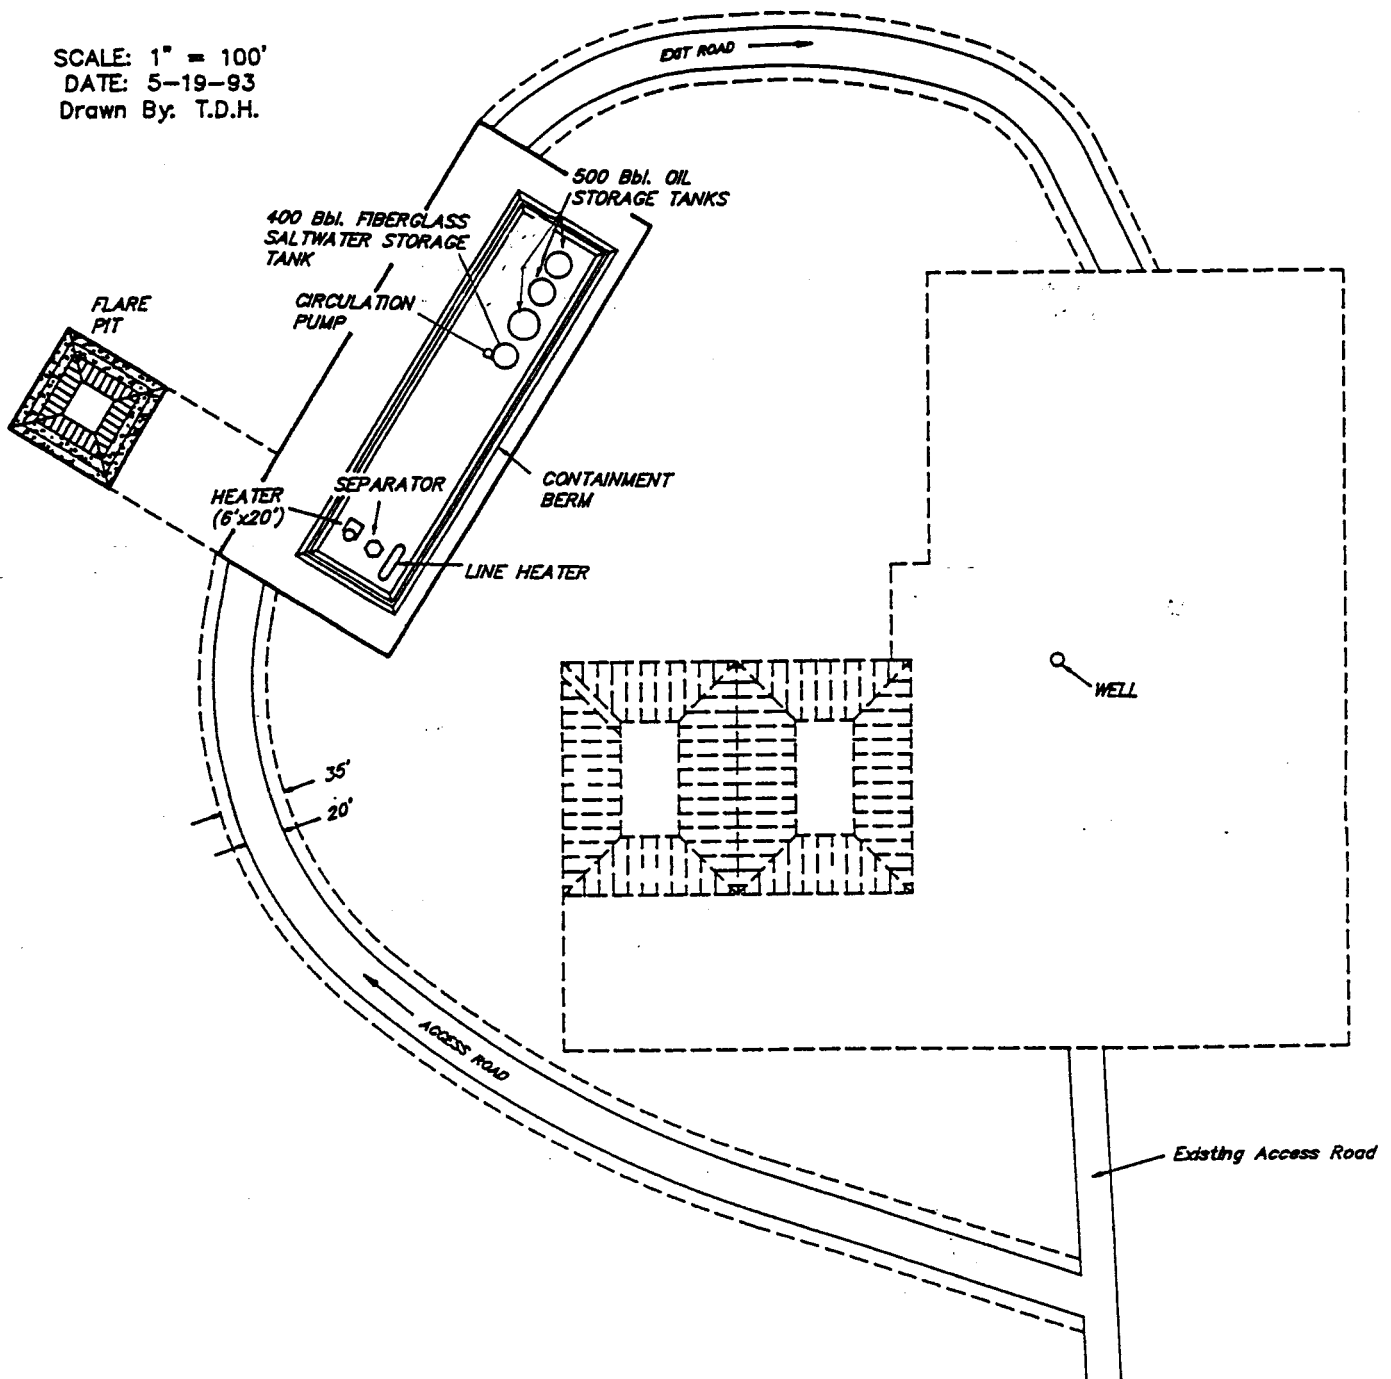 SCALE: 1" = 100'
DATE: 5-19-93
Drawn By: T.D.H.
EXIT ROAD
500 Bbl. OIL
STORAGE TANKS
400 Bbl. FIBERGLASS
SALTWATER STORAGE
TANK
CIRCULATION
PUMP
FLARE
PIT
SEPARATOR
HEATER
(6'x20')
CONTAINMENT
BERM
LINE HEATER
WELL
35'
20'
ACCESS ROAD
Existing Access Road